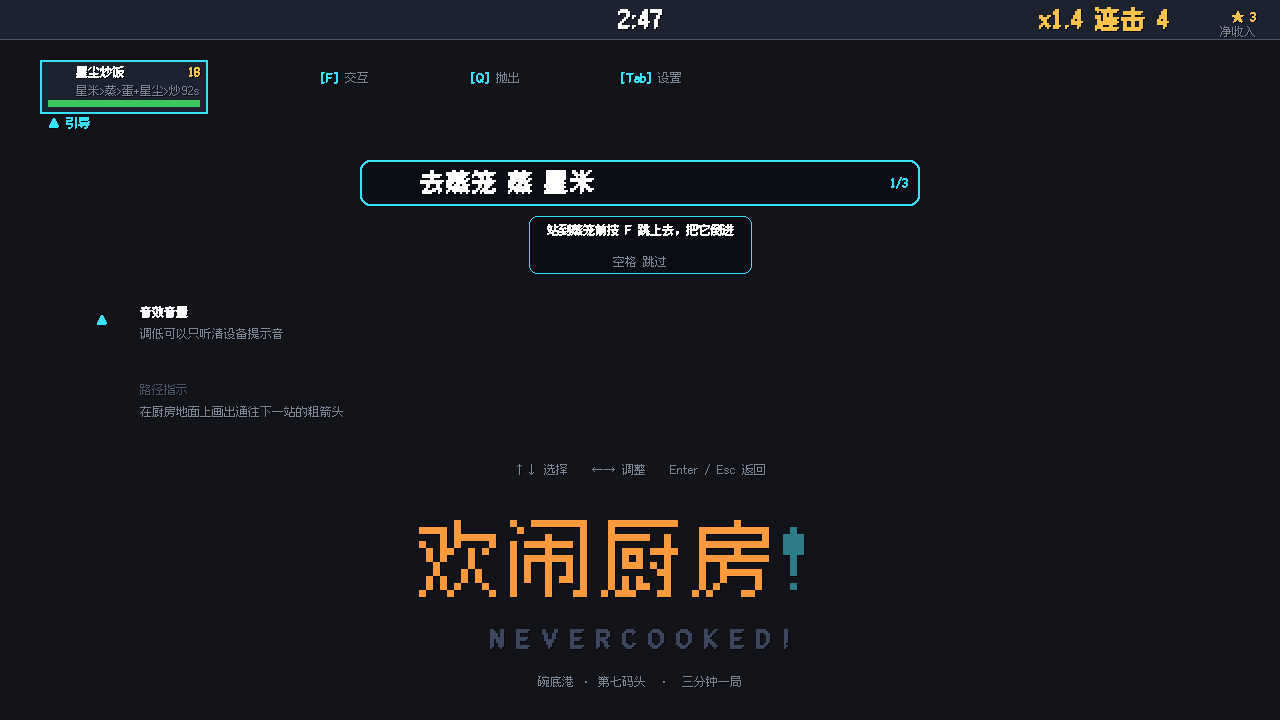 2:47
x1.4 连击 4
★ 3
净收入
星尘炒饭 18
星米>蒸>蛋+星尘>炒 92s
▲ 引导
[F] 交互 [Q] 抛出 [Tab] 设置
去蒸笼 蒸 星米 1/3
站到蒸笼前按 F 跳上去，把它倒进
空格 跳过
音效音量
调低可以只听清设备提示音
路径指示
在厨房地面上画出通往下一站的粗箭头
↑↓ 选择 ←→ 调整 Enter / Esc 返回
欢闹厨房!
NEVERCOOKED!
碗底港 · 第七码头 · 三分钟一局